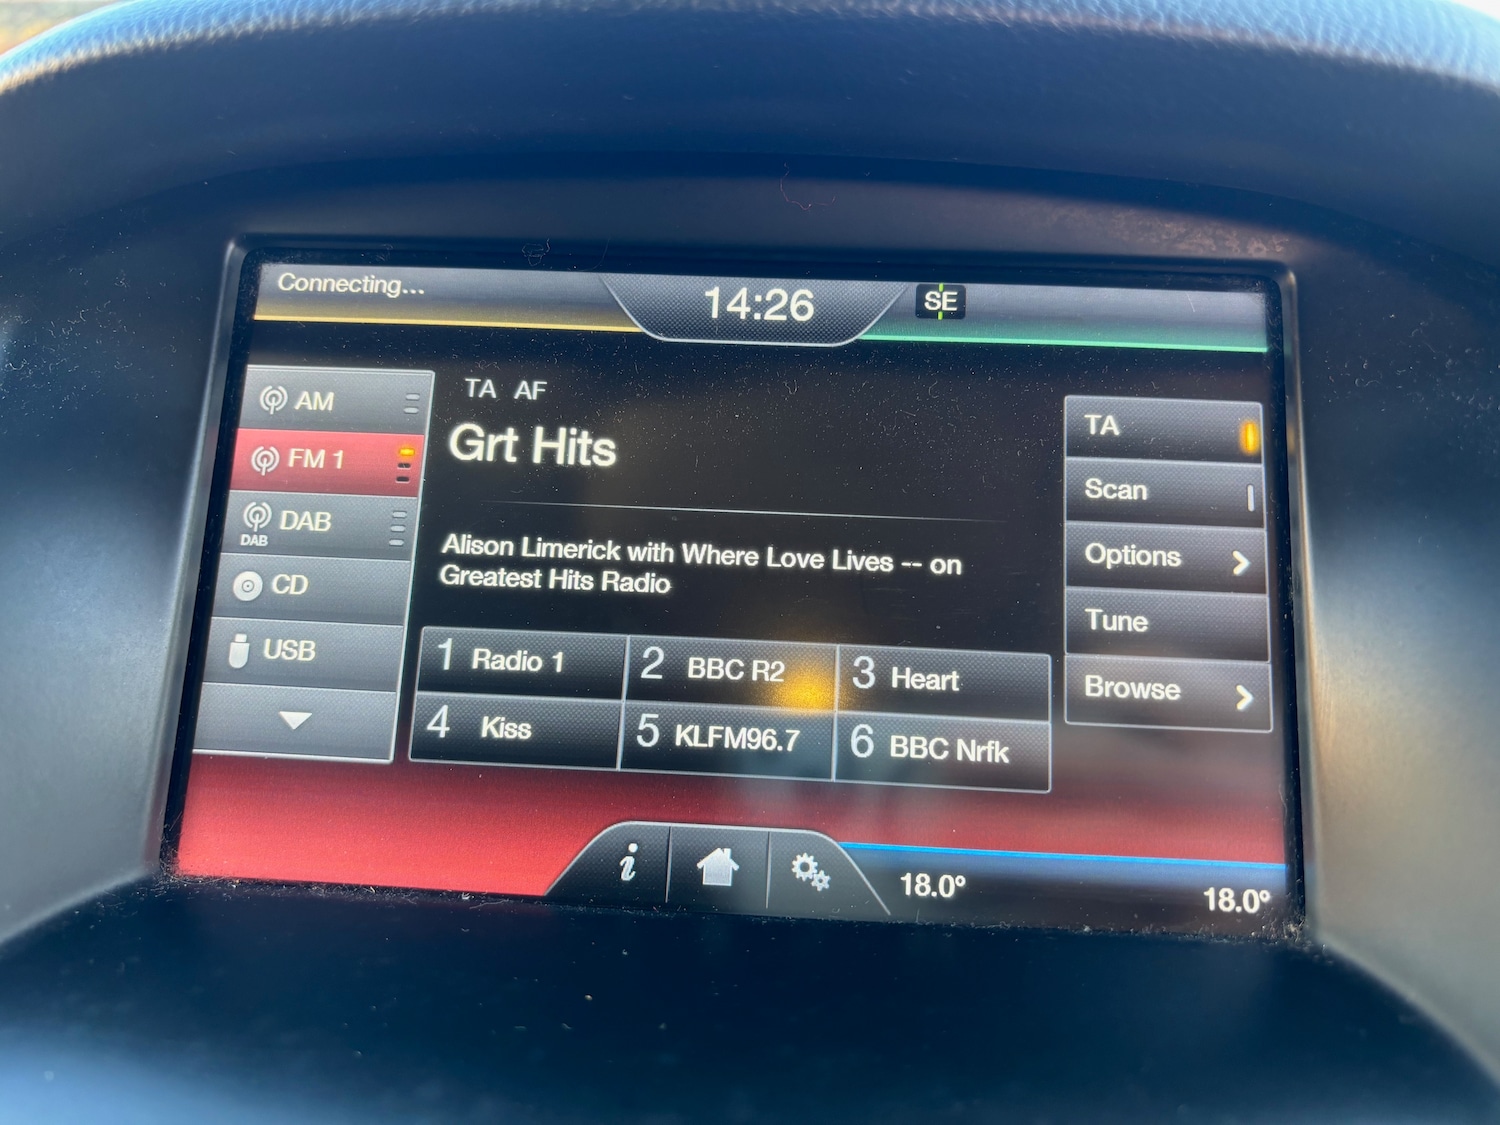 Connecting...
14:26
SE
AM
FM 1
DAB
DAB
CD
USB
TA AF
Grt Hits
Alison Limerick with Where Love Lives -- on
Greatest Hits Radio
1 Radio 1
2 BBC R2
3 Heart
4 Kiss
5 KLFM96.7
6 BBC Nrfk
TA
Scan
Options
Tune
Browse
i
18.0°
18.0°